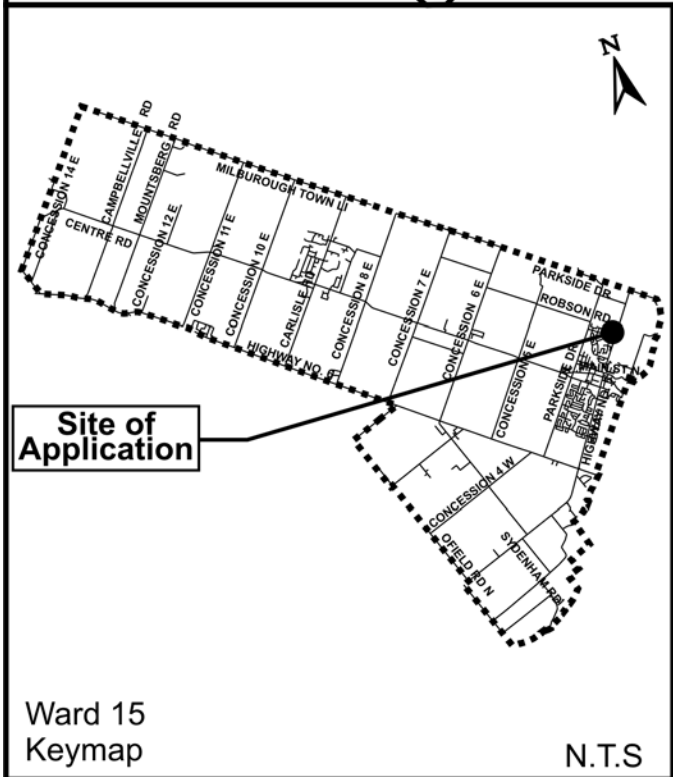 N
CONCESSION 14 E
CAMPBELLVILLE RD
MOUNTSBERG RD
MILBUROUGH TOWN LI
CENTRE RD
CONCESSION 12 E
CONCESSION 11 E
CONCESSION 10 E
CARLISLE RD
CONCESSION 8 E
HIGHWAY NO.
CONCESSION 7 E
CONCESSION 6 E
CONCESSION 5 E
PARKSIDE DR
ROBSON RD
PARKSIDE DR
MAIN ST N
Site of
Application
CONCESSION 4 W
OFIELD RD N
SYDENHAM RD
Ward 15
Keymap
N.T.S